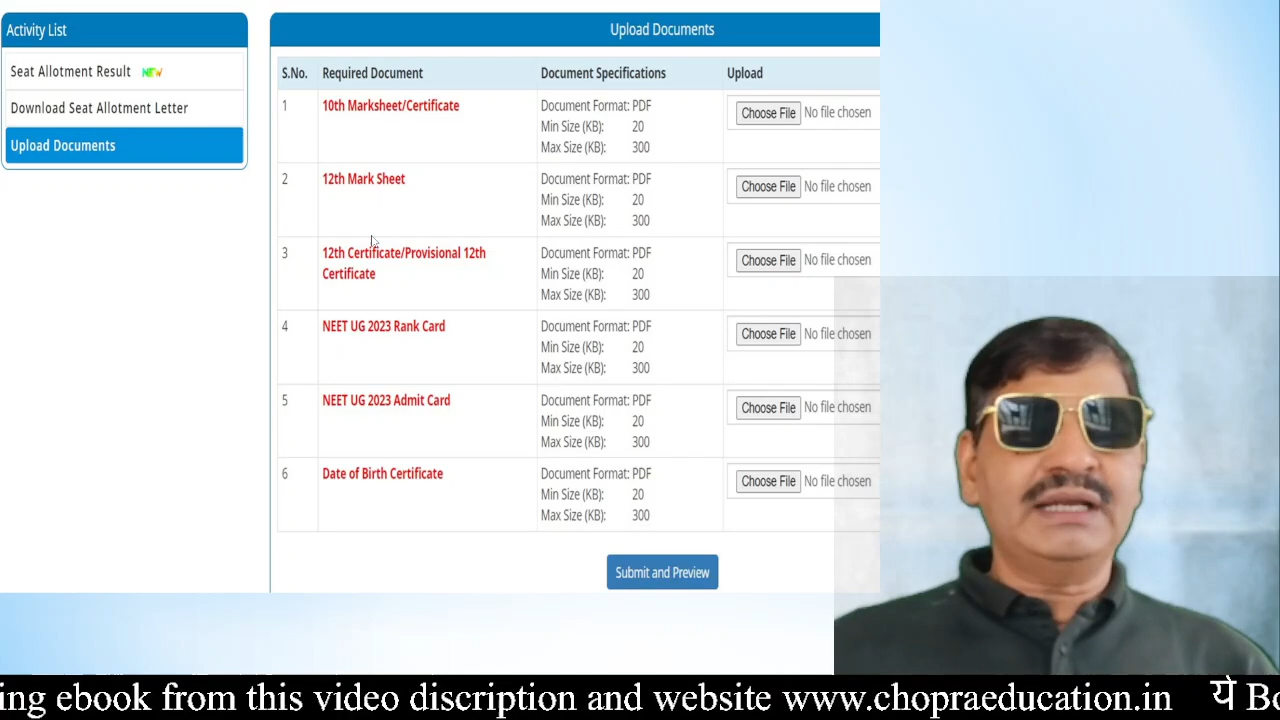 Activity List
Seat Allotment Result NEW
Download Seat Allotment Letter
Upload Documents
Upload Documents
S.No. Required Document Document Specifications Upload
1 10th Marksheet/Certificate Document Format: PDF Choose File No file chosen
Min Size (KB): 20
Max Size (KB): 300
2 12th Mark Sheet Document Format: PDF Choose File No file chosen
Min Size (KB): 20
Max Size (KB): 300
3 12th Certificate/Provisional 12th Document Format: PDF Choose File No file chosen
Certificate Min Size (KB): 20
Max Size (KB): 300
4 NEET UG 2023 Rank Card Document Format: PDF Choose File No file chosen
Min Size (KB): 20
Max Size (KB): 300
5 NEET UG 2023 Admit Card Document Format: PDF Choose File No file chosen
Min Size (KB): 20
Max Size (KB): 300
6 Date of Birth Certificate Document Format: PDF Choose File No file chosen
Min Size (KB): 20
Max Size (KB): 300
Submit and Preview
ing ebook from this video discription and website www.chopraeducation.in ये